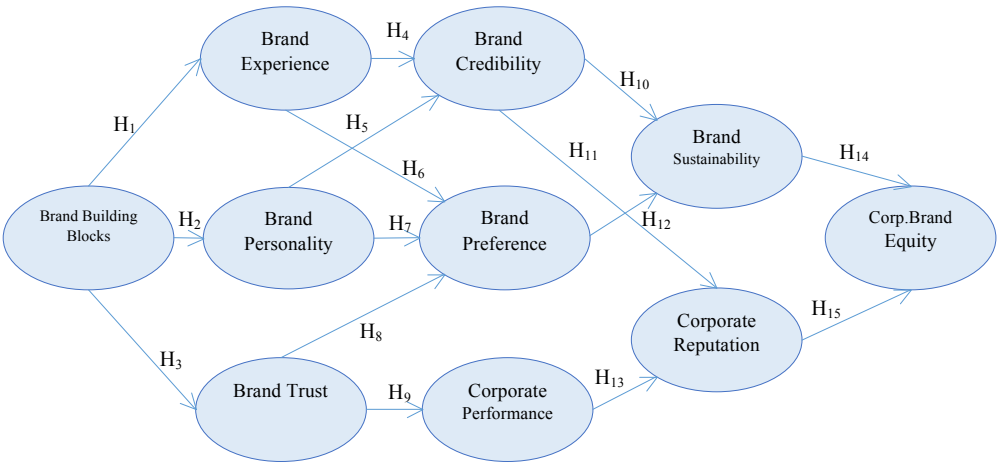 H4
Brand
Experience
Brand
Credibility
H10
H1
H5
H11
Brand
Sustainability
H14
H6
Brand Building
Blocks
H2
Brand
Personality
H7
Brand
Preference
H12
Corp.Brand
Equity
H3
H8
Corporate
Reputation
H15
Brand Trust
H9
Corporate
Performance
H13